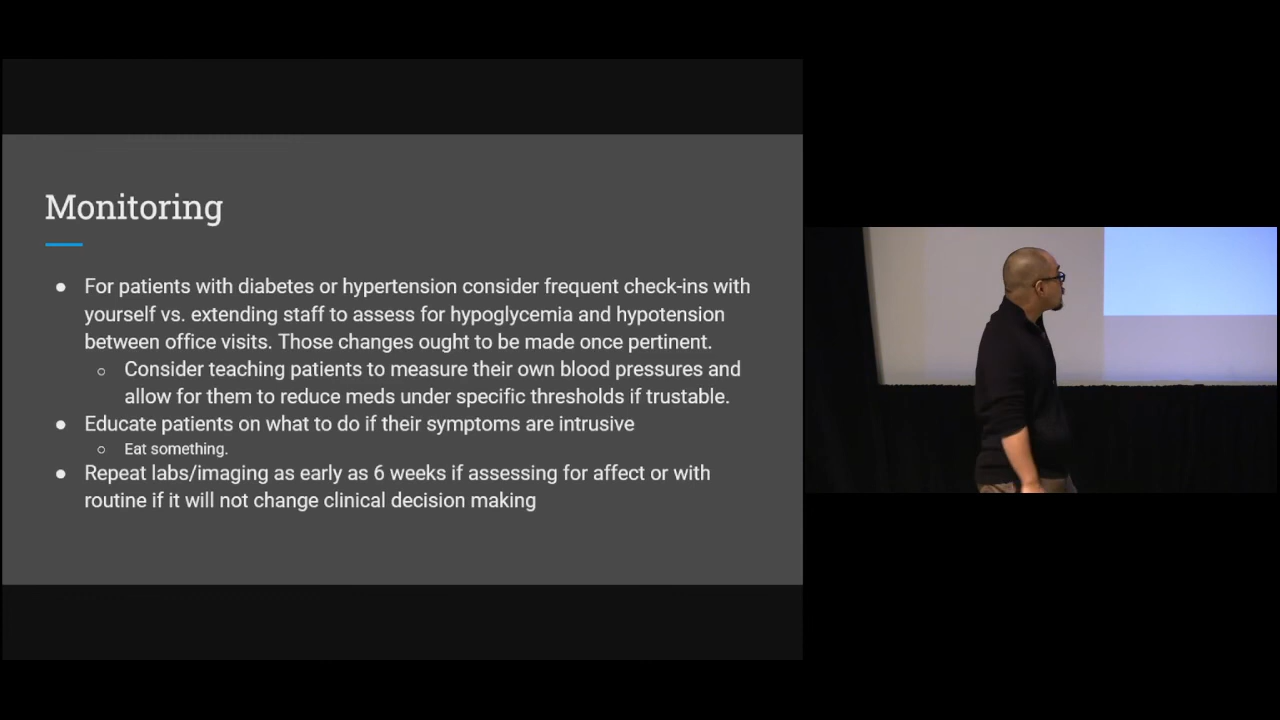 Monitoring
● For patients with diabetes or hypertension consider frequent check-ins with
yourself vs. extending staff to assess for hypoglycemia and hypotension
between office visits. Those changes ought to be made once pertinent.
○ Consider teaching patients to measure their own blood pressures and
allow for them to reduce meds under specific thresholds if trustable.
● Educate patients on what to do if their symptoms are intrusive
○ Eat something.
● Repeat labs/imaging as early as 6 weeks if assessing for affect or with
routine if it will not change clinical decision making